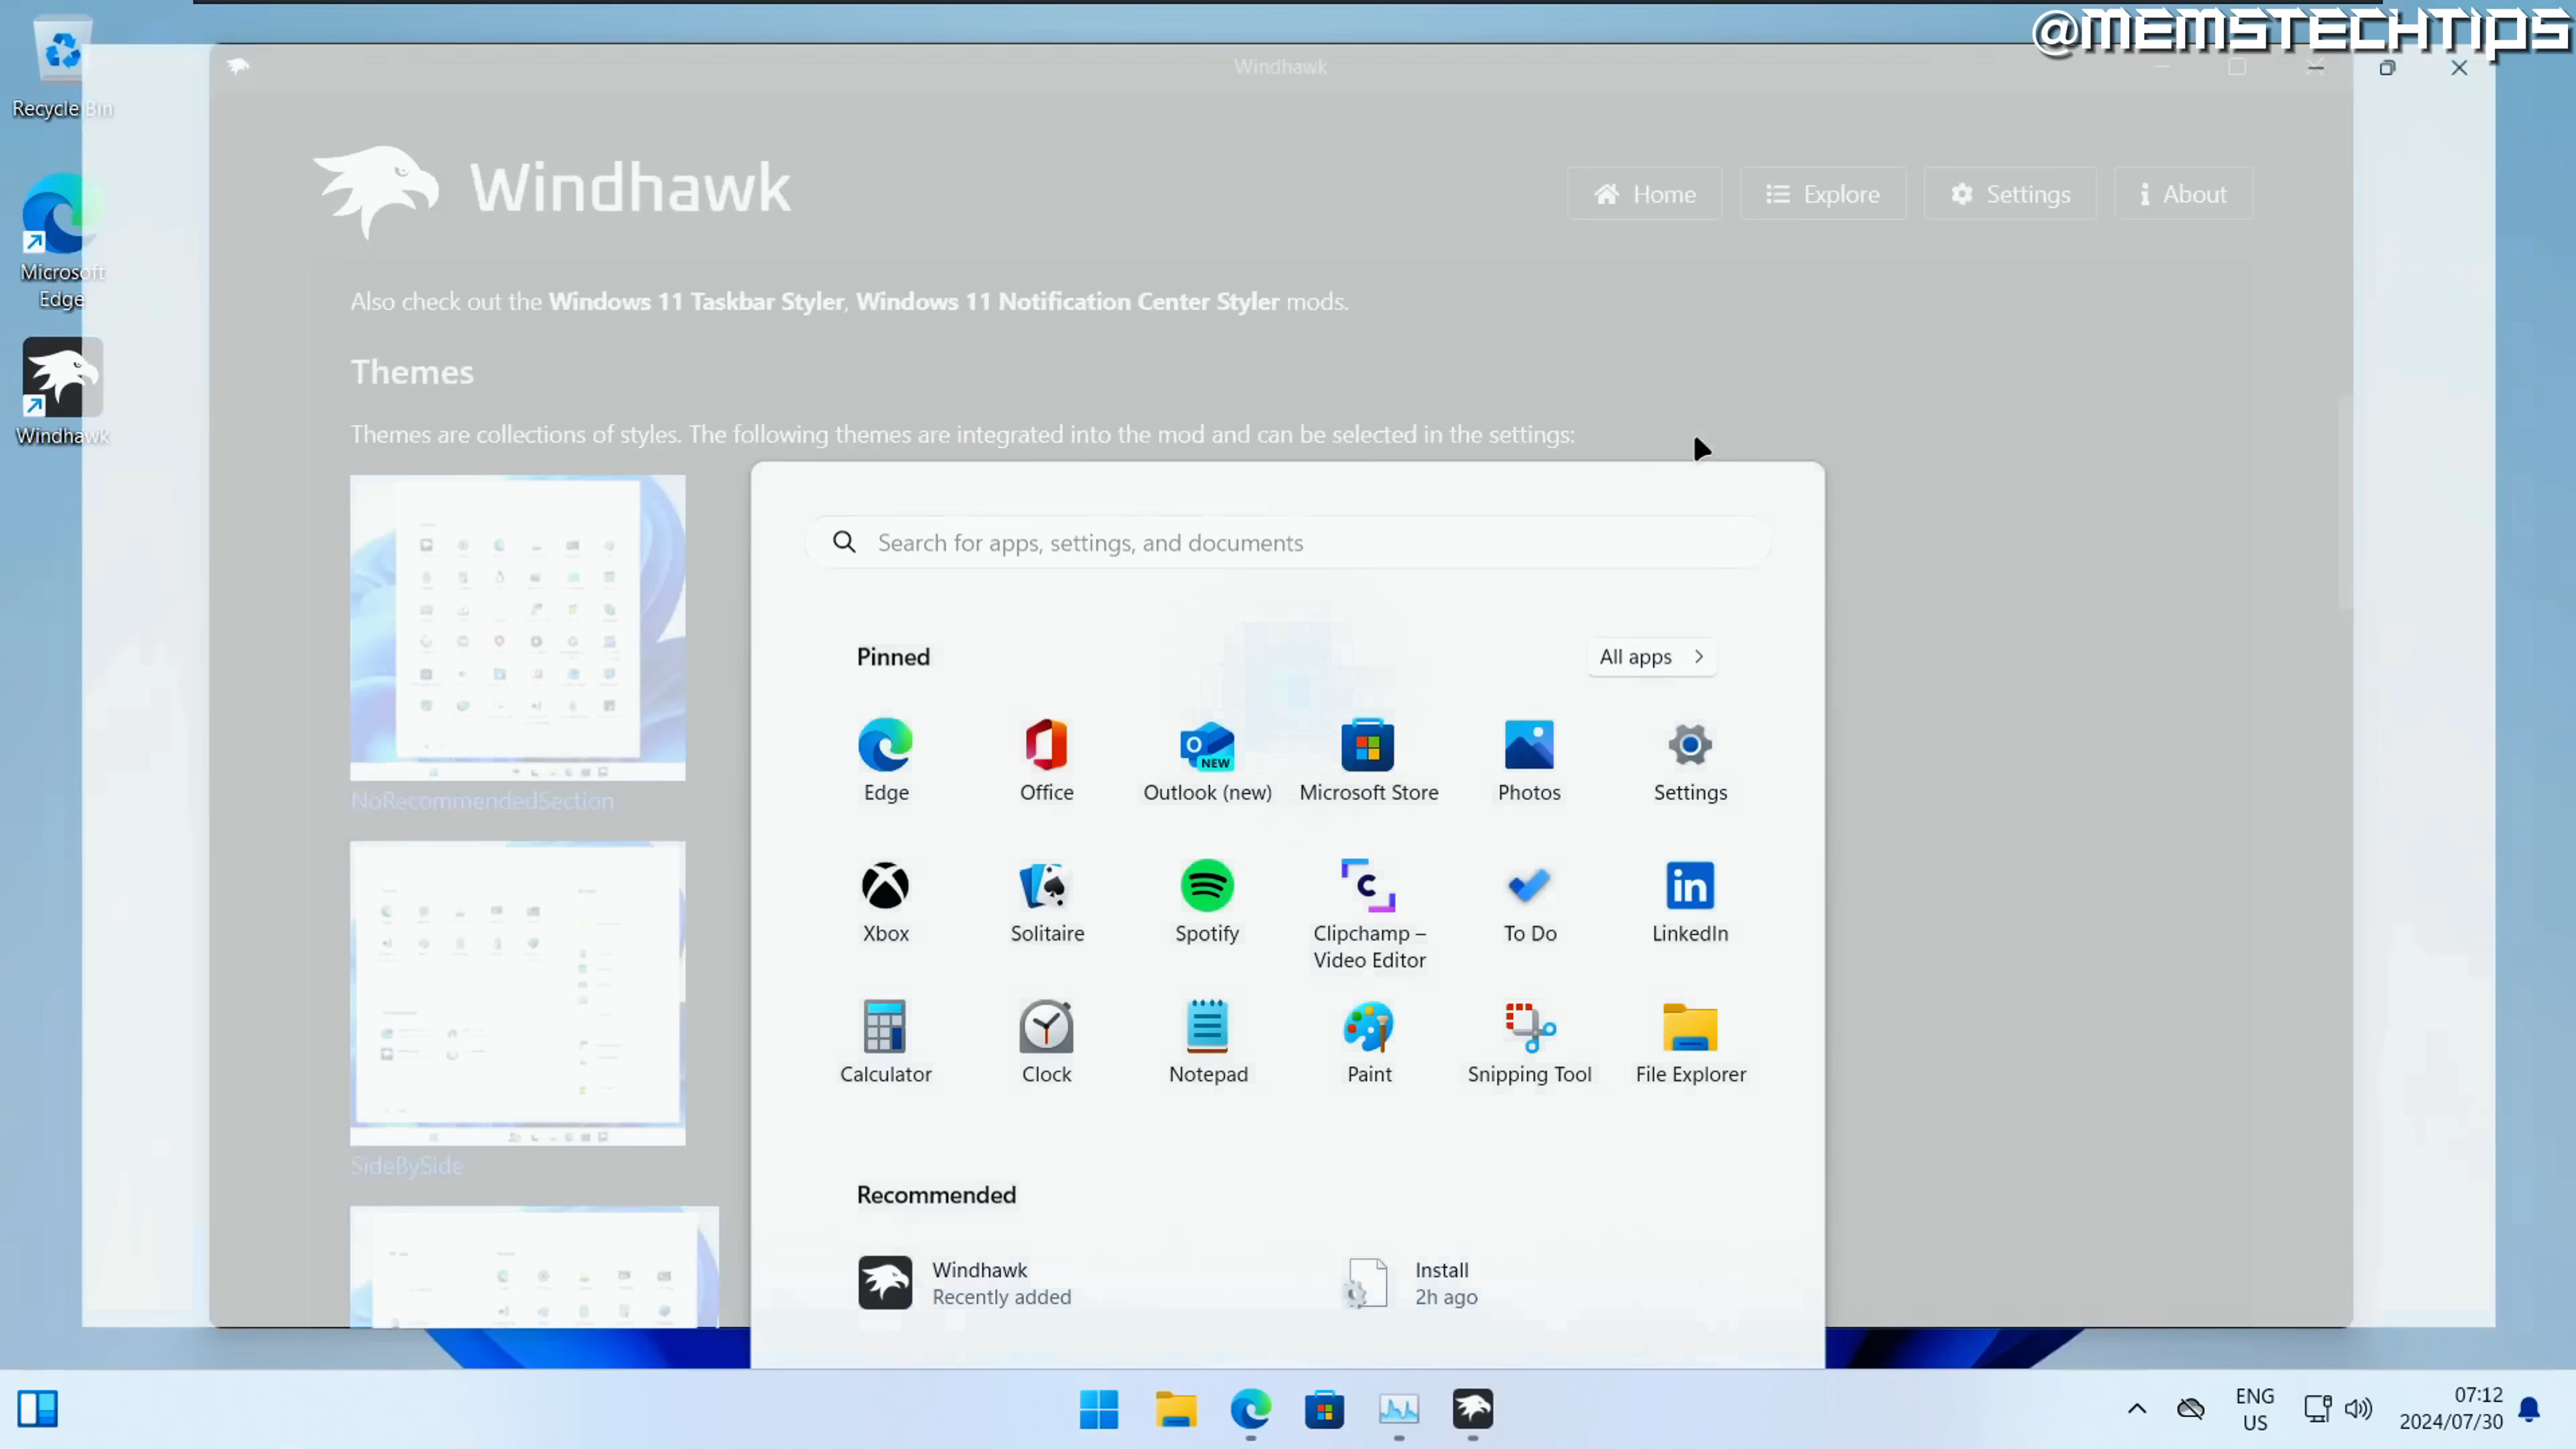 @MEMSTECHTIPS
Recycle Bin
Microsoft
Edge
Windhawk
Windhawk
Windhawk
Home
Explore
Settings
About
Also check out the Windows 11 Taskbar Styler, Windows 11 Notification Center Styler mods.
Themes
Themes are collections of styles. The following themes are integrated into the mod and can be selected in the settings:
NoRecommendedSection
SideBySide
Search for apps, settings, and documents
Pinned
All apps
Edge
Office
NEW
Outlook (new)
Microsoft Store
Photos
Settings
Xbox
Solitaire
Spotify
Clipchamp –
Video Editor
To Do
LinkedIn
Calculator
Clock
Notepad
Paint
Snipping Tool
File Explorer
Recommended
Windhawk
Recently added
Install
2h ago
ENG
US
07:12
2024/07/30